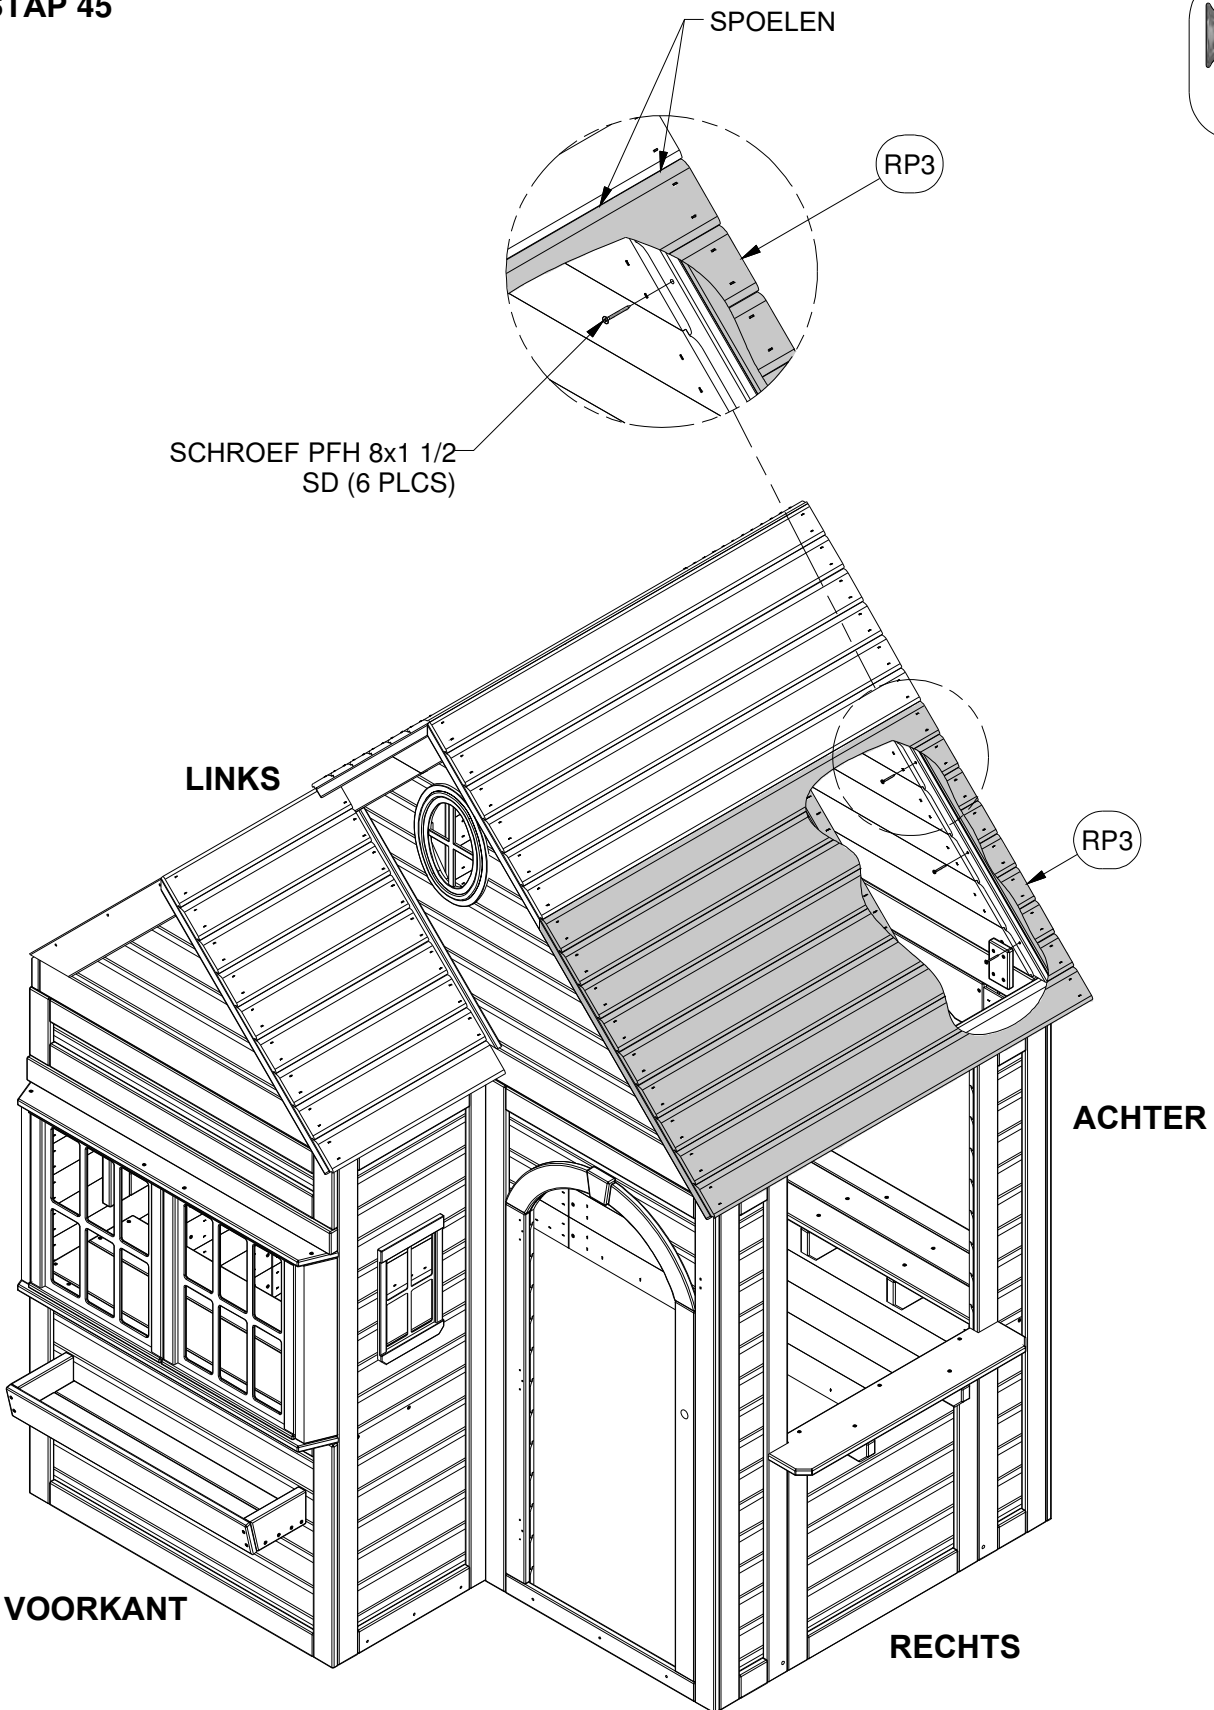 STAP 45
SPOELEN
RP3
SCHROEF PFH 8x1 1/2
SD (6 PLCS)
LINKS
RP3
ACHTER
VOORKANT
RECHTS